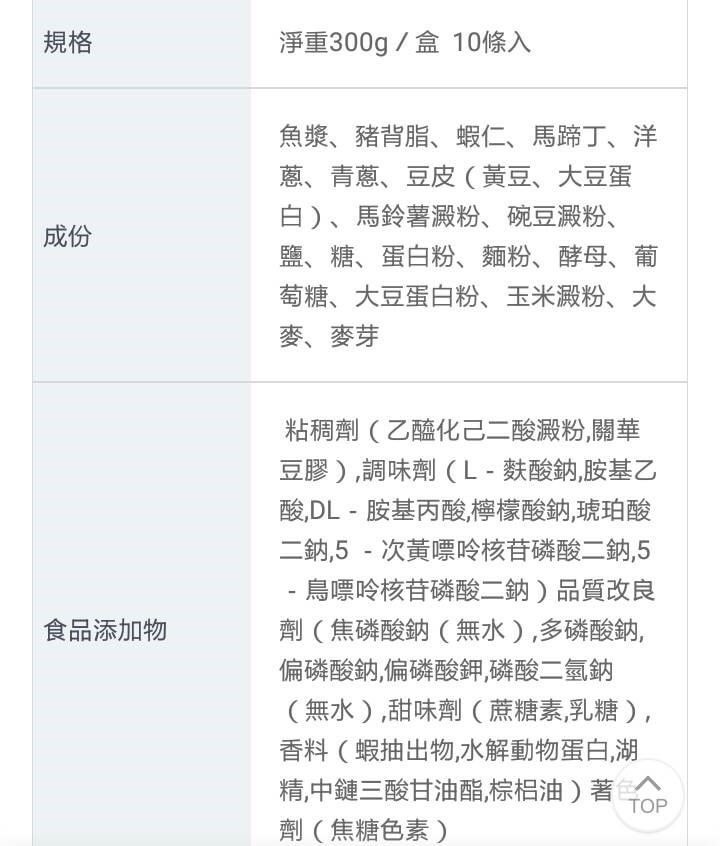 規格
淨重300g / 盒 10條入
成份
魚漿、豬背脂、蝦仁、馬蹄丁、洋
蔥、青蔥、豆皮（黃豆、大豆蛋
白）、馬鈴薯澱粉、碗豆澱粉、
鹽、糖、蛋白粉、麵粉、酵母、葡
萄糖、大豆蛋白粉、玉米澱粉、大
麥、麥芽
食品添加物
粘稠劑（乙醯化己二酸澱粉,關華
豆膠）,調味劑（L - 麩酸鈉,胺基乙
酸,DL - 胺基丙酸,檸檬酸鈉,琥珀酸
二鈉,5 - 次黃嘌呤核苷磷酸二鈉,5
- 鳥嘌呤核苷磷酸二鈉）品質改良
劑（焦磷酸鈉（無水）,多磷酸鈉,
偏磷酸鈉,偏磷酸鉀,磷酸二氫鈉
（無水）,甜味劑（蔗糖素,乳糖）,
香料（蝦抽出物,水解動物蛋白,湖
精,中鏈三酸甘油酯,棕梠油）著色
劑（焦糖色素）
TOP